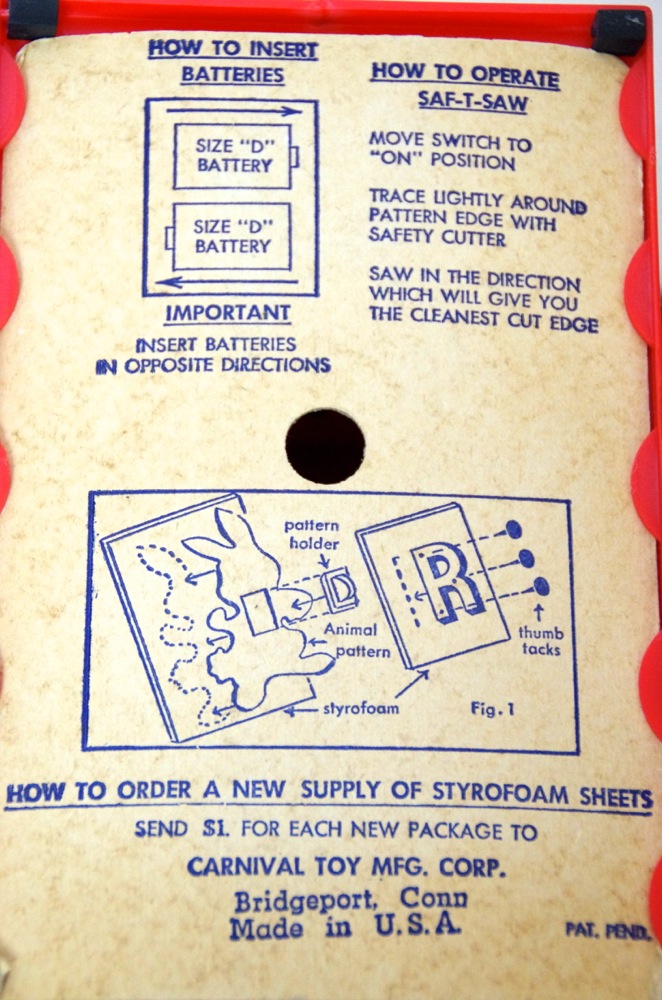 HOW TO INSERT
BATTERIES
SIZE "D"
BATTERY
SIZE "D"
BATTERY
IMPORTANT
INSERT BATTERIES
IN OPPOSITE DIRECTIONS
HOW TO OPERATE
SAF-T-SAW
MOVE SWITCH TO
"ON" POSITION
TRACE LIGHTLY AROUND
PATTERN EDGE WITH
SAFETY CUTTER
SAW IN THE DIRECTION
WHICH WILL GIVE YOU
THE CLEANEST CUT EDGE
pattern
holder
D
R
Animal
pattern
thumb
tacks
styrofoam
Fig. 1
HOW TO ORDER A NEW SUPPLY OF STYROFOAM SHEETS
SEND $1. FOR EACH NEW PACKAGE TO
CARNIVAL TOY MFG. CORP.
Bridgeport, Conn
Made in U.S.A.
PAT. PEND.